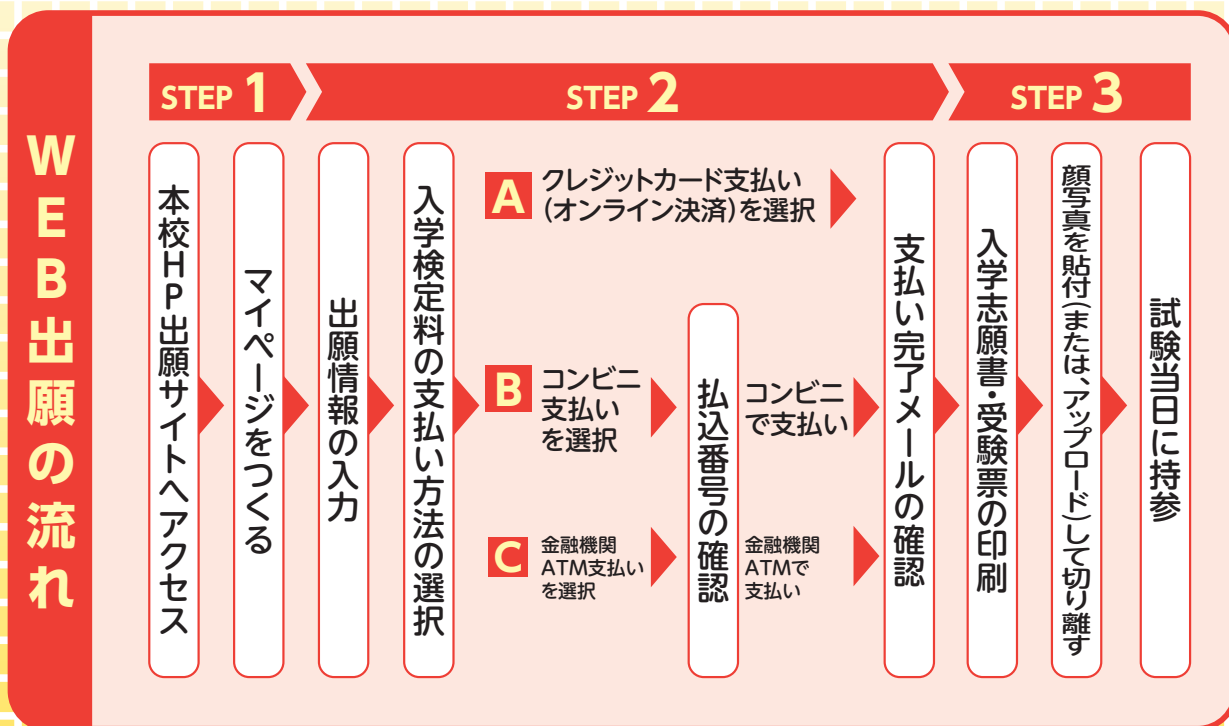 WEB出願の流れ
STEP 1
STEP 2
STEP 3
本校HP出願サイトへアクセス
マイページをつくる
出願情報の入力
入学検定料の支払い方法の選択
A
クレジットカード支払い
(オンライン決済)を選択
B
コンビニ
支払い
を選択
C
金融機関
ATM支払い
を選択
払込番号の確認
コンビニ
で支払い
金融機関
ATMで
支払い
支払い完了メールの確認
入学志願書・受験票の印刷
顔写真を貼付(または、アップロード)して切り離す
試験当日に持参